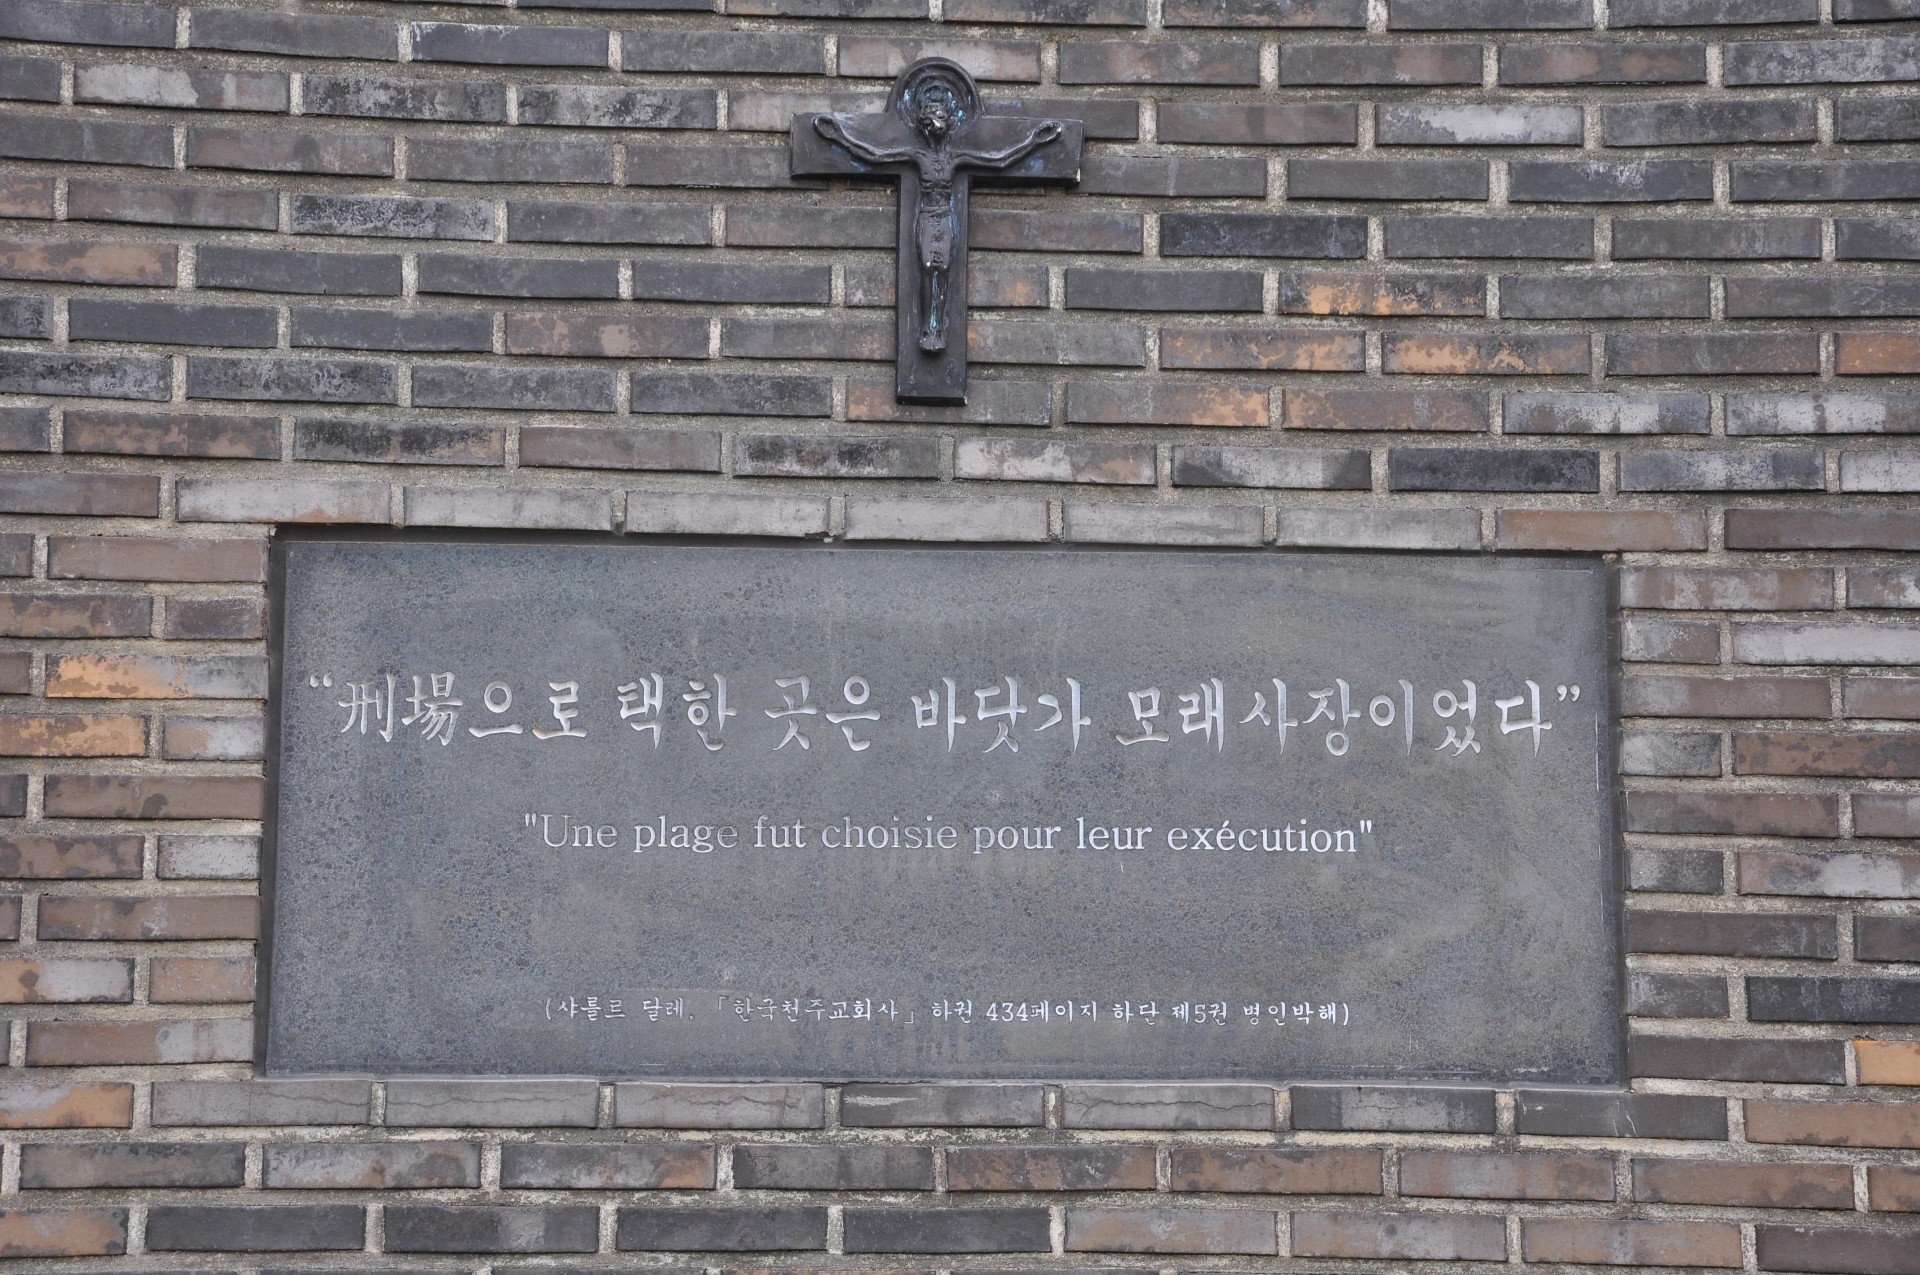 “刑場으로 택한 곳은 바닷가 모래사장이었다”
"Une plage fut choisie pour leur exécution"
(샤를르 달레, 「한국천주교회사」 하권 434페이지 하단 제5권 병인박해)